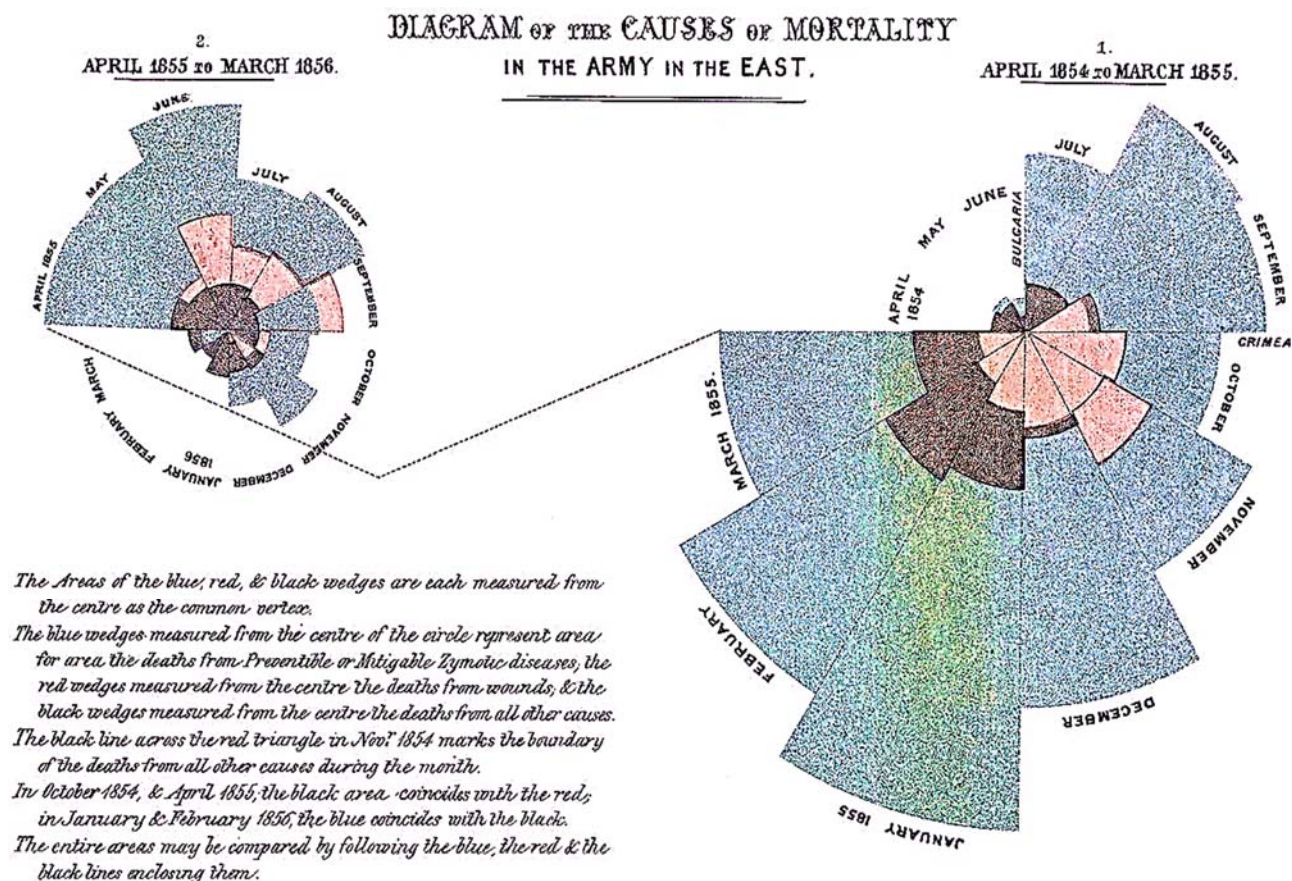 DIAGRAM OF THE CAUSES OF MORTALITY
IN THE ARMY IN THE EAST.
2.
APRIL 1855 TO MARCH 1856.
1.
APRIL 1854 TO MARCH 1855.
APRIL 1855
MAY
JUNE
JULY
AUGUST
SEPTEMBER
OCTOBER
NOVEMBER
DECEMBER
JANUARY
1856
FEBRUARY
MARCH
APRIL
1854
MAY
JUNE
BULGARIA
JULY
AUGUST
SEPTEMBER
CRIMEA
OCTOBER
NOVEMBER
DECEMBER
JANUARY 1855
FEBRUARY
MARCH 1855.
The Areas of the blue, red, & black wedges are each measured from
the centre as the common vertex.
The blue wedges measured from the centre of the circle represent area
for area the deaths from Preventible or Mitigable Zymotic diseases; the
red wedges measured from the centre the deaths from wounds; & the
black wedges measured from the centre the deaths from all other causes.
The black line across the red triangle in Novr. 1854 marks the boundary
of the deaths from all other causes during the month.
In October 1854, & April 1855; the black area coincides with the red;
in January & February 1856, the blue coincides with the black.
The entire areas may be compared by following the blue, the red & the
black lines enclosing them.